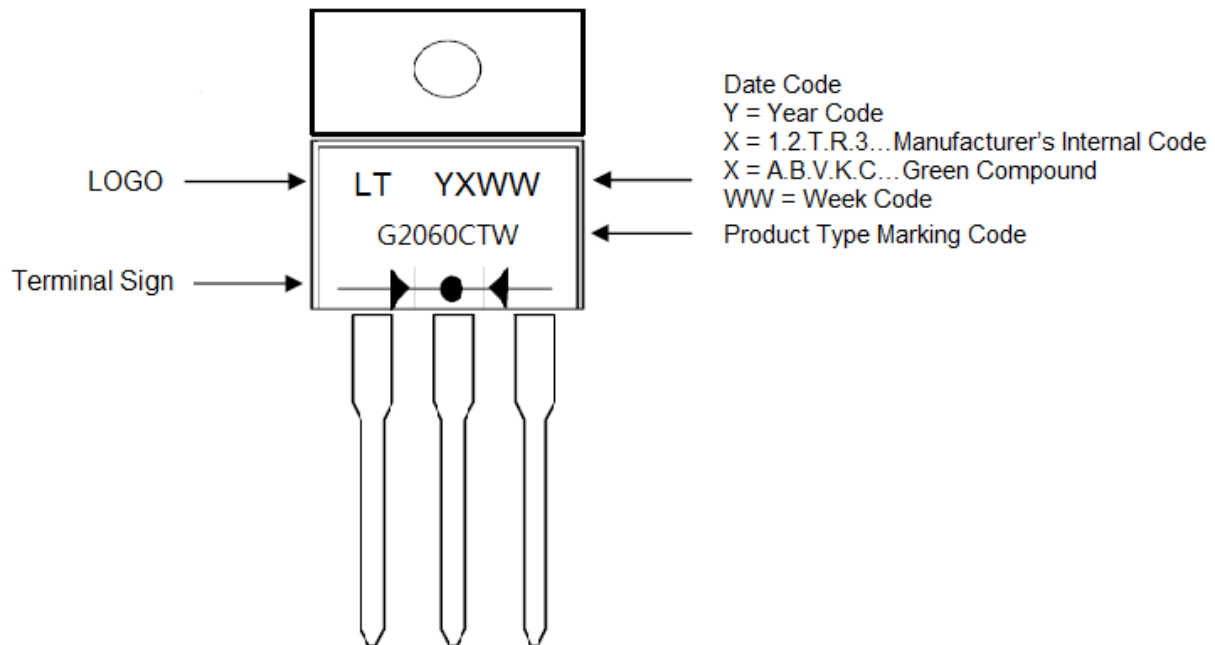 Date Code
Y = Year Code
X = 1.2.T.R.3...Manufacturer's Internal Code
X = A.B.V.K.C...Green Compound
WW = Week Code
LOGO
LT YXWW
G2060CTW
Product Type Marking Code
Terminal Sign